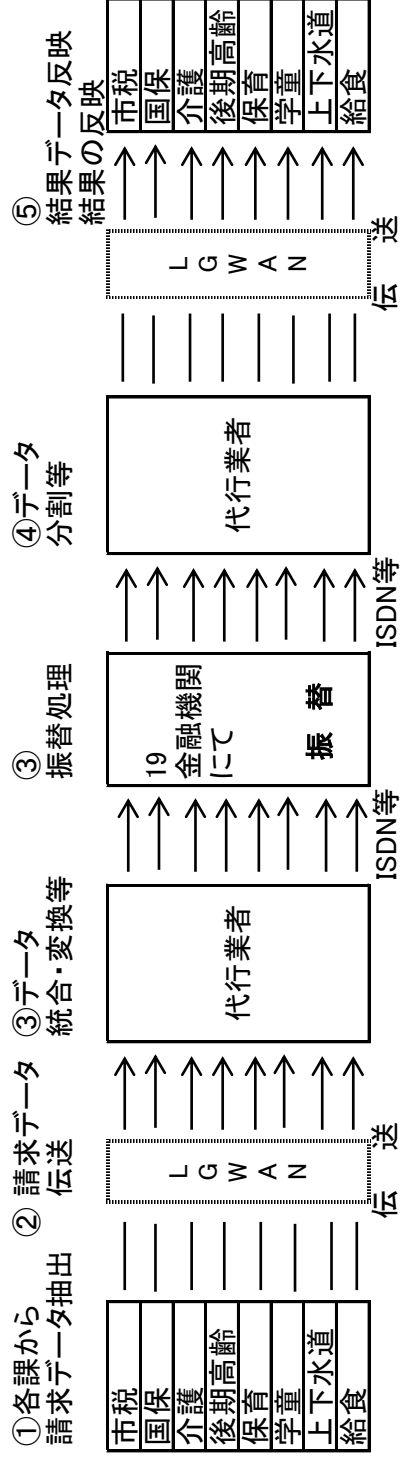 ①各課から
請求データ抽出
市税
国保
介護
後期高齢
保育
学童
上下水道
給食
② 請求データ
伝送
LGWAN
伝 送
③データ
統合・変換等
代行業者
ISDN等
③
振替処理
19
金融機関
にて
振 替
ISDN等
④データ
分割等
代行業者
LGWAN
伝 送
⑤
結果データ反映
結果の反映
市税
国保
介護
後期高齢
保育
学童
上下水道
給食